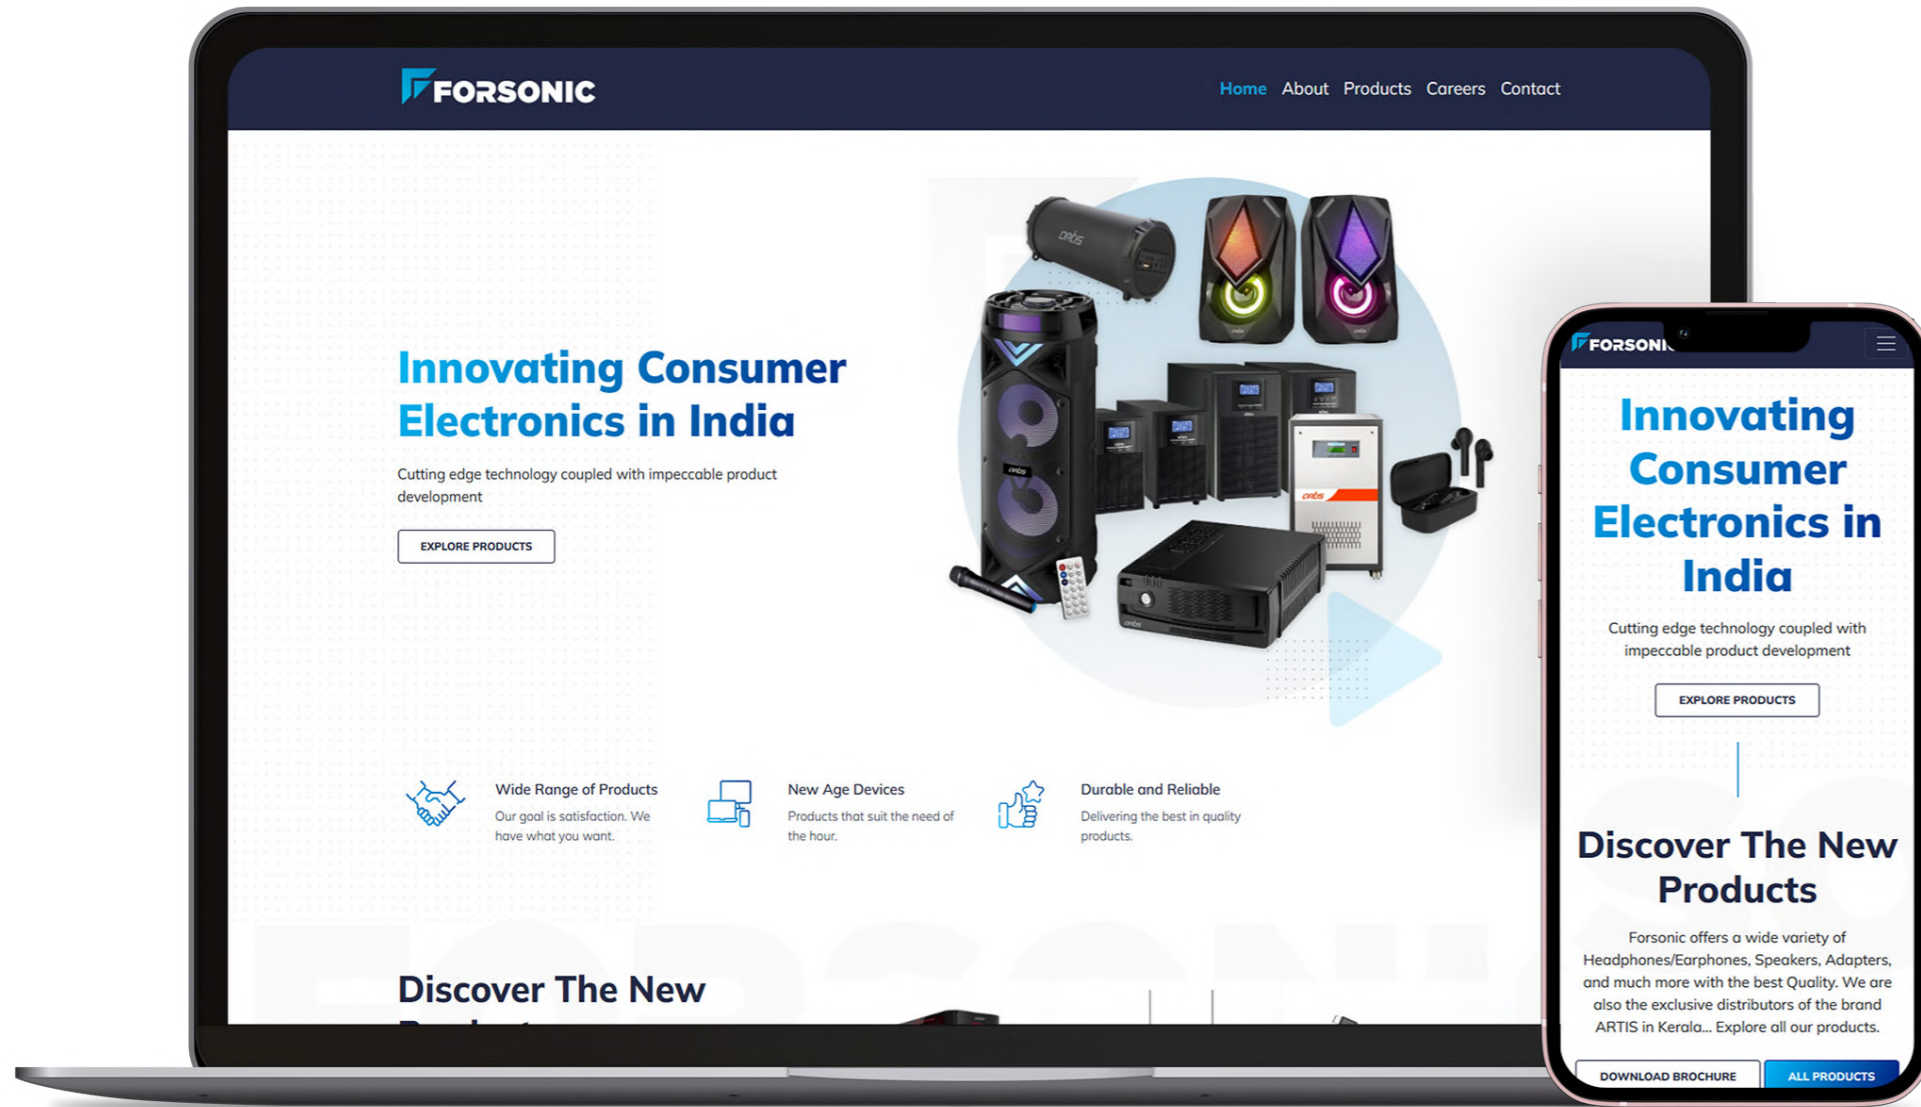 FORSONIC
Home About Products Careers Contact
Innovating Consumer
Electronics in India
Cutting edge technology coupled with impeccable product
development
EXPLORE PRODUCTS
ARTIS
Wide Range of Products
Our goal is satisfaction. We
have what you want.
New Age Devices
Products that suit the need of
the hour.
Durable and Reliable
Delivering the best in quality
products.
FORSONIC
Discover The New
FORSONI
Innovating
Consumer
Electronics in
India
Cutting edge technology coupled with
impeccable product development
EXPLORE PRODUCTS
Discover The New
Products
Forsonic offers a wide variety of
Headphones/Earphones, Speakers, Adapters,
and much more with the best Quality. We are
also the exclusive distributors of the brand
ARTIS in Kerala... Explore all our products.
DOWNLOAD BROCHURE
ALL PRODUCTS